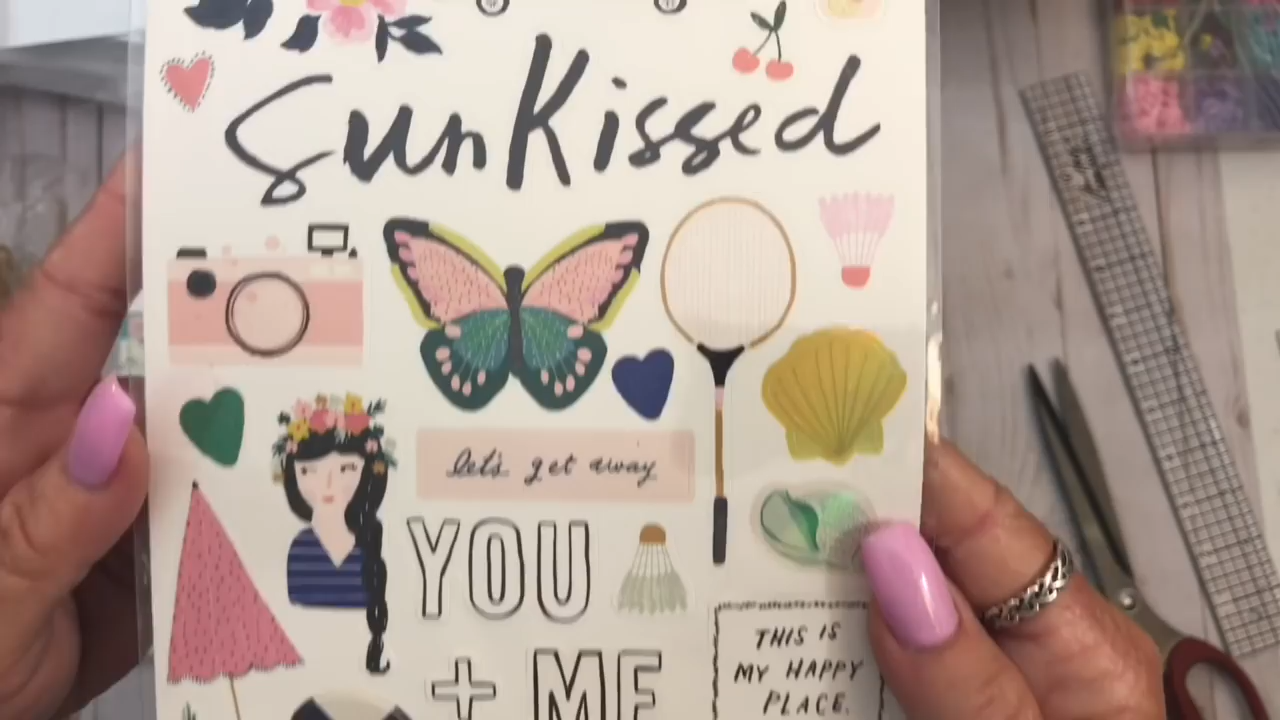 SunKissed
let's get away
YOU
+ ME
THIS IS
MY HAPPY
PLACE.